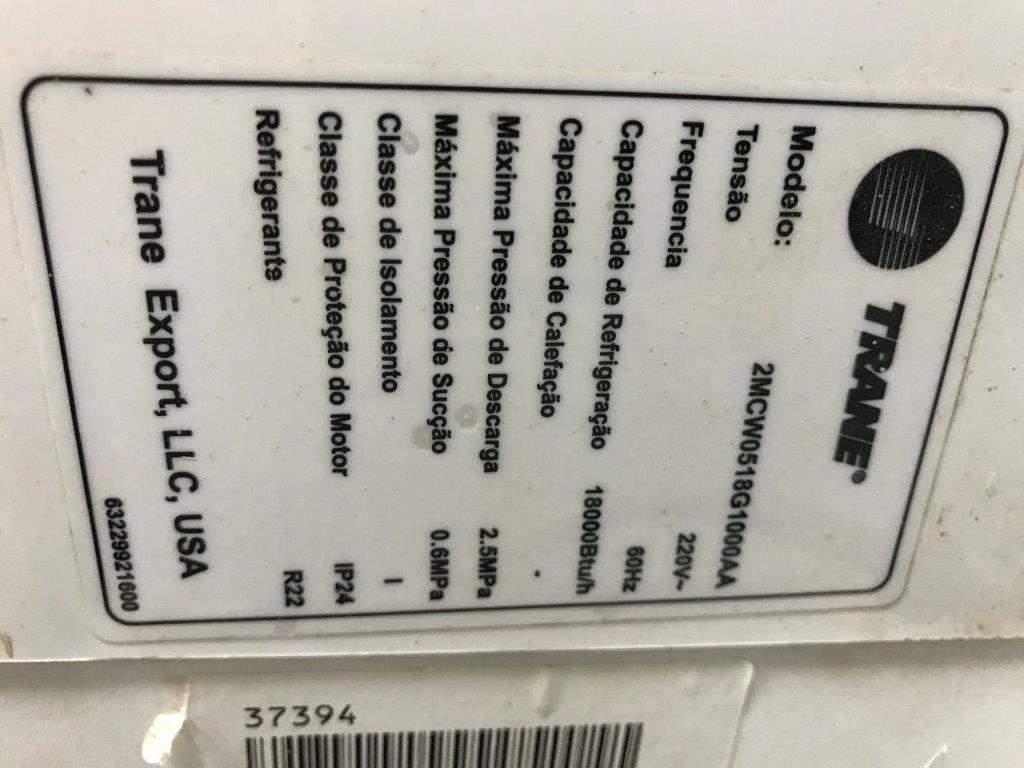 TRANE®
Modelo: 2MCW0518G1000AA
Tensão 220V~
Frequencia 60Hz
Capacidade de Refrigeração 18000Btu/h
Capacidade de Calefação .
Máxima Pressão de Descarga 2.5MPa
Máxima Pressão de Sucção 0.6MPa
Classe de Isolamento I
Classe de Proteção do Motor IP24
Refrigerante R22
Trane Export, LLC, USA
63229921600
37394